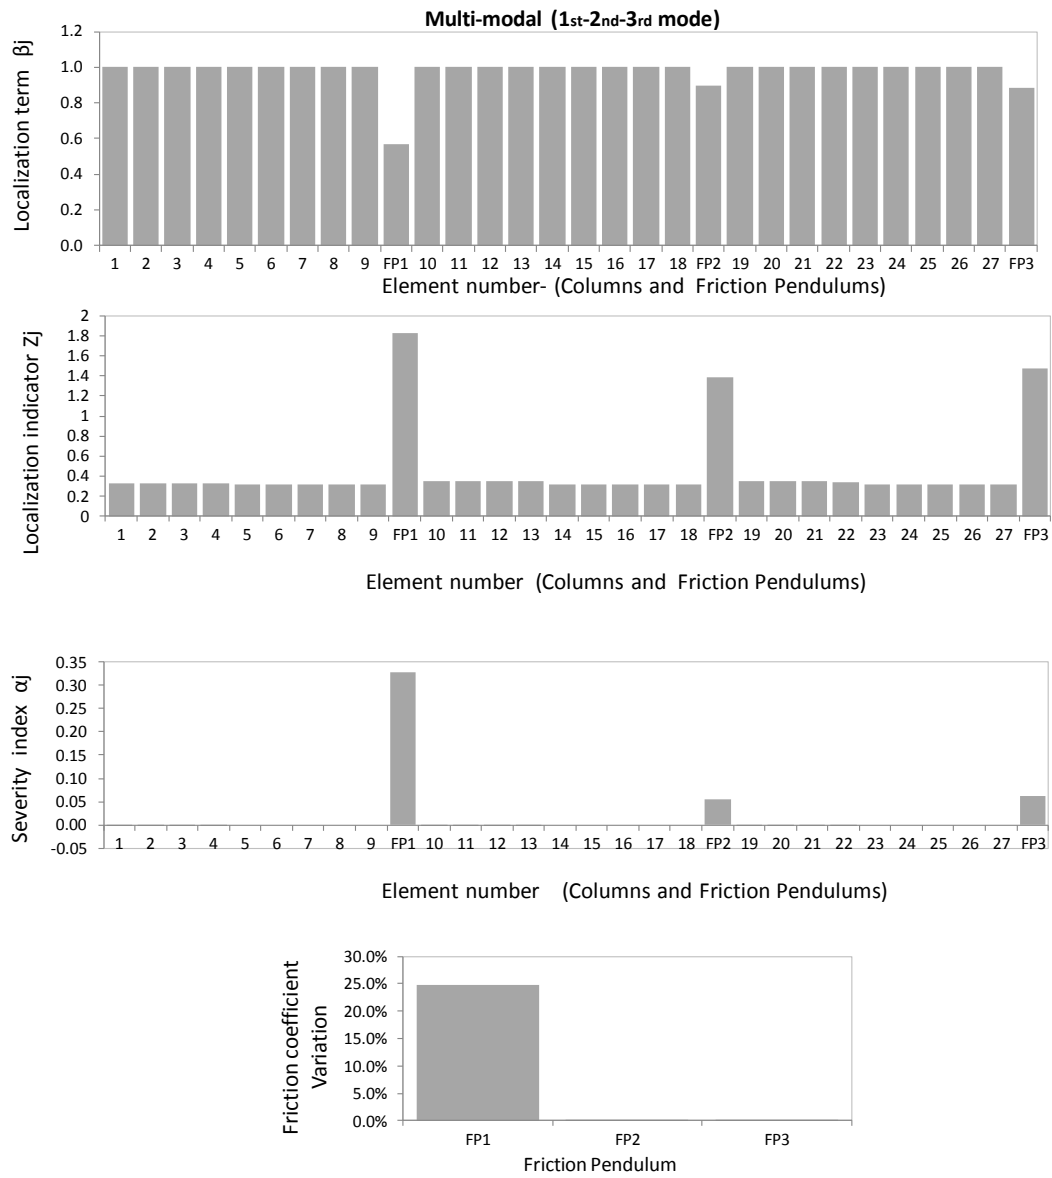 Multi-modal (1st-2nd-3rd mode)
Localization term βj
1.2
1.0
0.8
0.6
0.4
0.2
0.0
1 2 3 4 5 6 7 8 9 FP1 10 11 12 13 14 15 16 17 18 FP2 19 20 21 22 23 24 25 26 27 FP3
Element number- (Columns and Friction Pendulums)
Localization indicator Zj
2
1.8
1.6
1.4
1.2
1
0.8
0.6
0.4
0.2
0
1 2 3 4 5 6 7 8 9 FP1 10 11 12 13 14 15 16 17 18 FP2 19 20 21 22 23 24 25 26 27 FP3
Element number (Columns and Friction Pendulums)
Severity index αj
0.35
0.30
0.25
0.20
0.15
0.10
0.05
0.00
-0.05
1 2 3 4 5 6 7 8 9 FP1 10 11 12 13 14 15 16 17 18 FP2 19 20 21 22 23 24 25 26 27 FP3
Element number (Columns and Friction Pendulums)
Friction coefficient
Variation
30.0%
25.0%
20.0%
15.0%
10.0%
5.0%
0.0%
FP1 FP2 FP3
Friction Pendulum